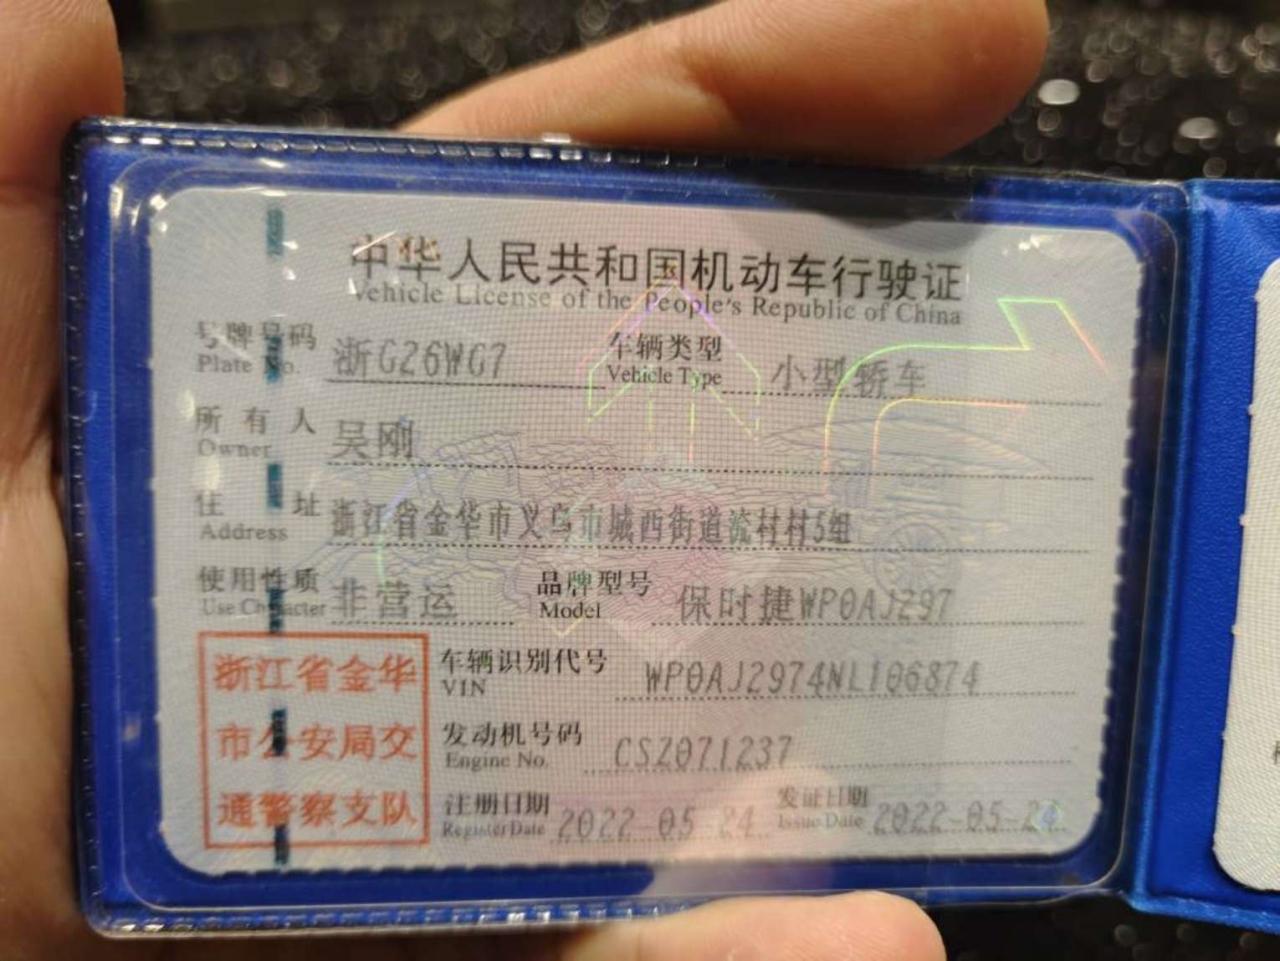 中华人民共和国机动车行驶证
Vehicle License of the People's Republic of China
号牌号码 浙G26WG7 车辆类型 小型轿车
Plate No. Vehicle Type
所有人 吴刚
Owner
住址 浙江省金华市义乌市城西街道流村村5组
Address
使用性质 非营运 品牌型号 保时捷WP0AJ297
Use Character Model
浙江省金华
市公安局交
通警察支队
车辆识别代号 WP0AJ2974NL106874
VIN
发动机号码 CSZ071237
Engine No.
注册日期 2022-05-24 发证日期 2022-05-
Register Date Issue Date